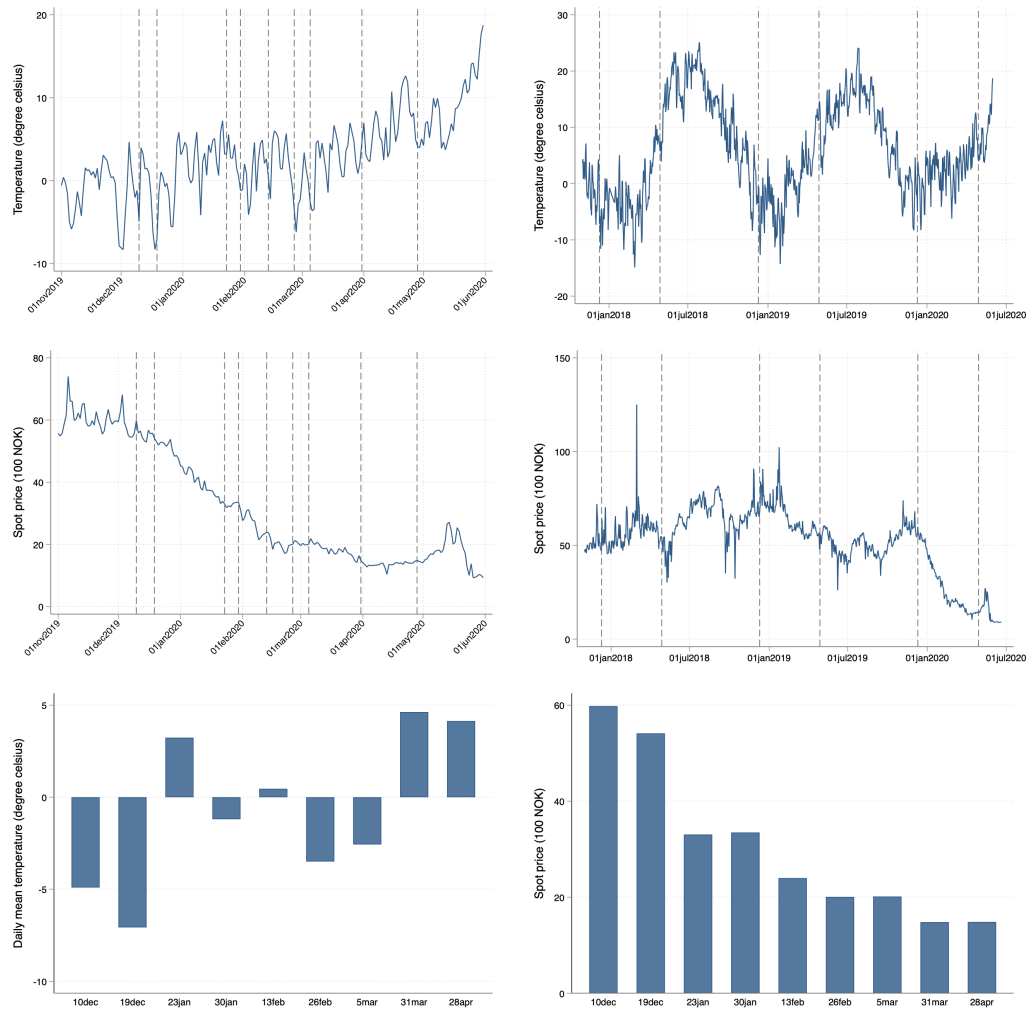 Temperature (degree celsius)
20
10
0
-10
01nov2019
01dec2019
01jan2020
01feb2020
01mar2020
01apr2020
01may2020
01jun2020
Temperature (degree celsius)
30
20
10
0
-10
-20
01jan2018
01jul2018
01jan2019
01jul2019
01jan2020
01jul2020
Spot price (100 NOK)
80
60
40
20
0
01nov2019
01dec2019
01jan2020
01feb2020
01mar2020
01apr2020
01may2020
01jun2020
Spot price (100 NOK)
150
100
50
0
01jan2018
01jul2018
01jan2019
01jul2019
01jan2020
01jul2020
Daily mean temperature (degree celsius)
5
0
-5
-10
10dec
19dec
23jan
30jan
13feb
26feb
5mar
31mar
28apr
Spot price (100 NOK)
60
40
20
0
10dec
19dec
23jan
30jan
13feb
26feb
5mar
31mar
28apr